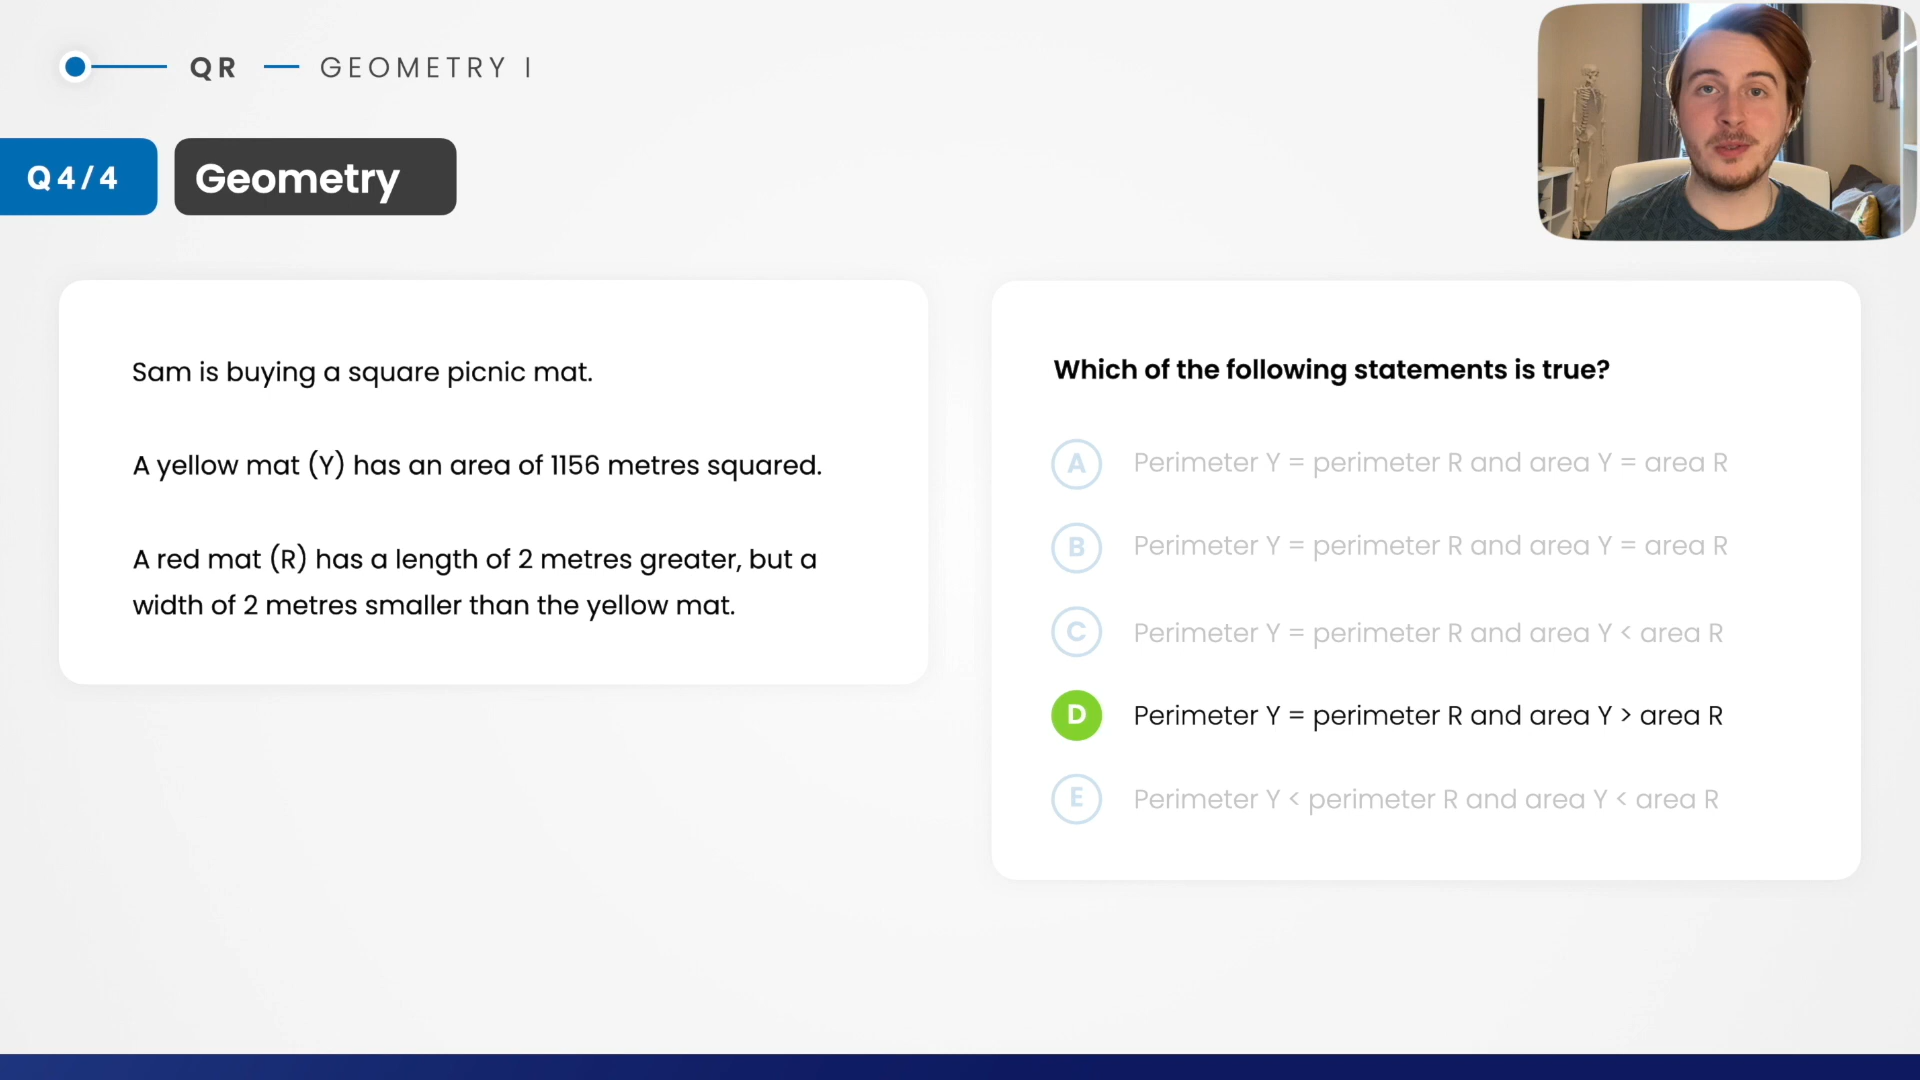 QR — GEOMETRY I
Q 4 / 4
Geometry
Sam is buying a square picnic mat.
A yellow mat (Y) has an area of 1156 metres squared.
A red mat (R) has a length of 2 metres greater, but a
width of 2 metres smaller than the yellow mat.
Which of the following statements is true?
A Perimeter Y = perimeter R and area Y = area R
B Perimeter Y = perimeter R and area Y = area R
C Perimeter Y = perimeter R and area Y < area R
D Perimeter Y = perimeter R and area Y > area R
E Perimeter Y < perimeter R and area Y < area R